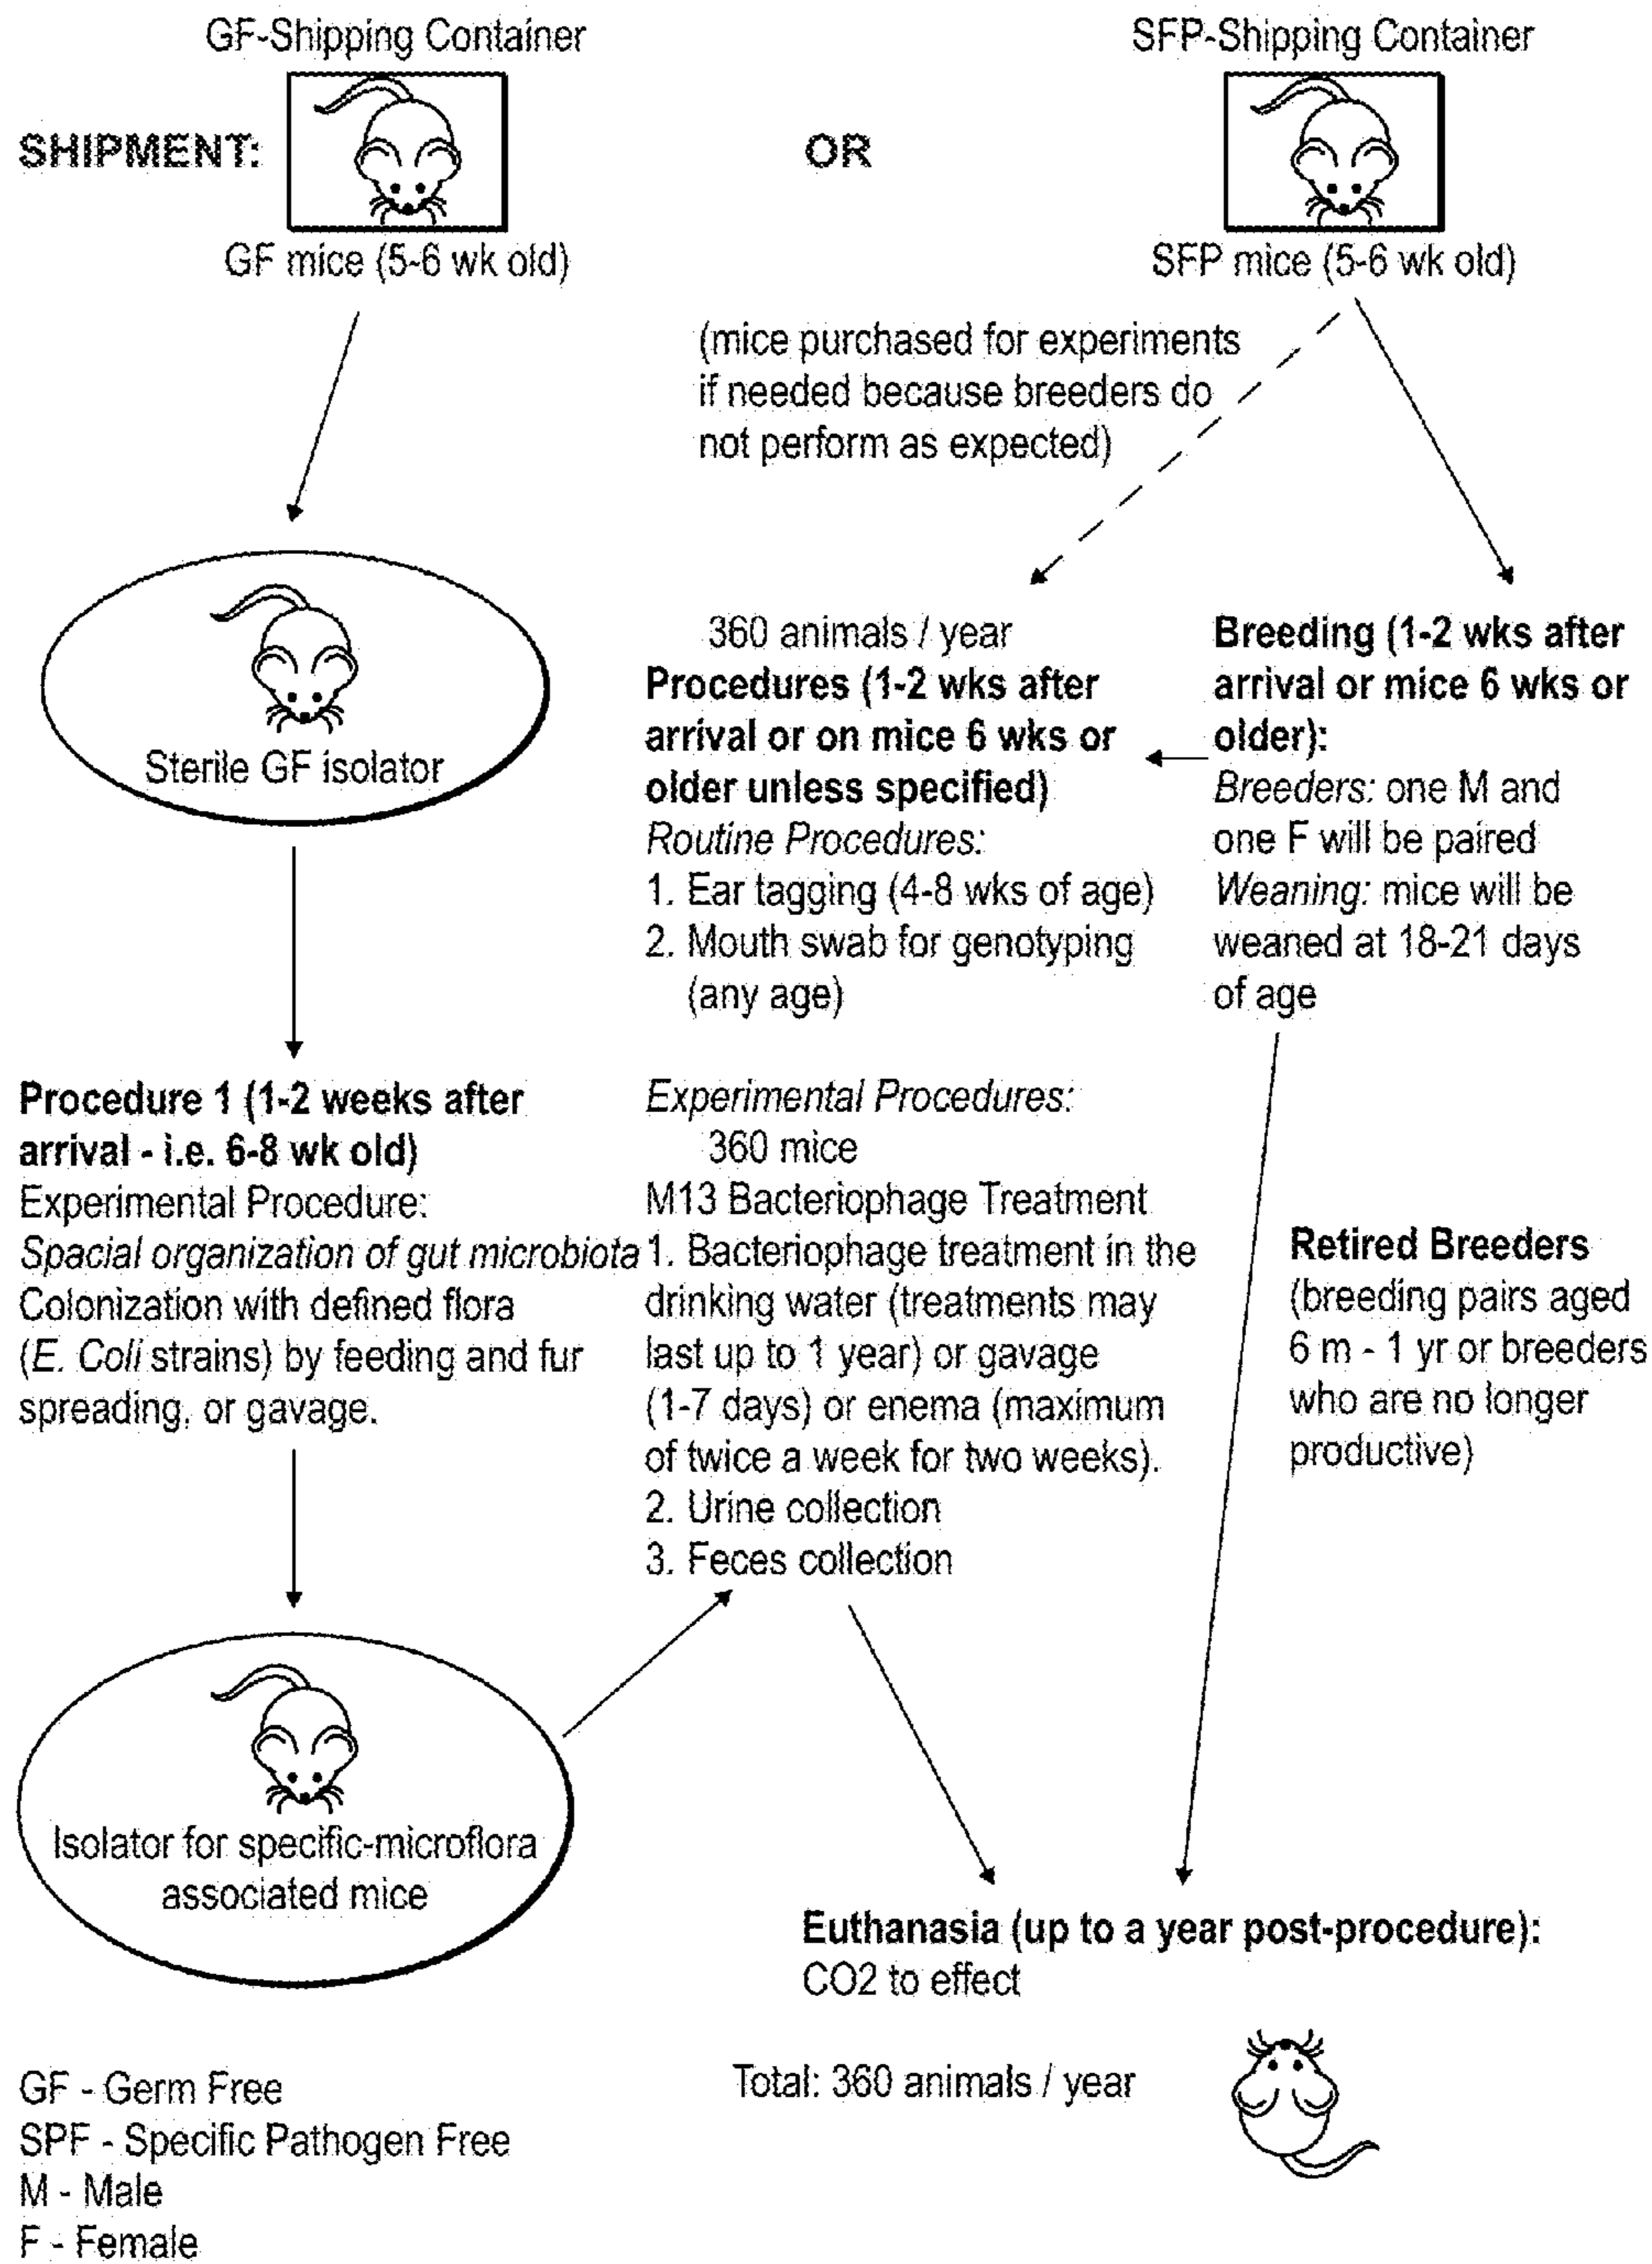 GF-Shipping Container
SFP-Shipping Container
SHIPMENT:
OR
GF mice (5-6 wk old)
SFP mice (5-6 wk old)
(mice purchased for experiments
if needed because breeders do
not perform as expected)
Sterile GF isolator
Procedure 1 (1-2 weeks after
arrival - i.e. 6-8 wk old)
Experimental Procedure:
Spacial organization of gut microbiota
Colonization with defined flora
(E. Coli strains) by feeding and fur
spreading, or gavage.
Isolator for specific-microflora
associated mice
360 animals / year
Procedures (1-2 wks after
arrival or on mice 6 wks or
older unless specified)
Routine Procedures:
1. Ear tagging (4-8 wks of age)
2. Mouth swab for genotyping
(any age)
Experimental Procedures:
360 mice
M13 Bacteriophage Treatment
1. Bacteriophage treatment in the
drinking water (treatments may
last up to 1 year) or gavage
(1-7 days) or enema (maximum
of twice a week for two weeks).
2. Urine collection
3. Feces collection
Breeding (1-2 wks after
arrival or mice 6 wks or
older):
Breeders: one M and
one F will be paired
Weaning: mice will be
weaned at 18-21 days
of age
Retired Breeders
(breeding pairs aged
6 m - 1 yr or breeders
who are no longer
productive)
Euthanasia (up to a year post-procedure):
CO2 to effect
Total: 360 animals / year
GF - Germ Free
SPF - Specific Pathogen Free
M - Male
F - Female